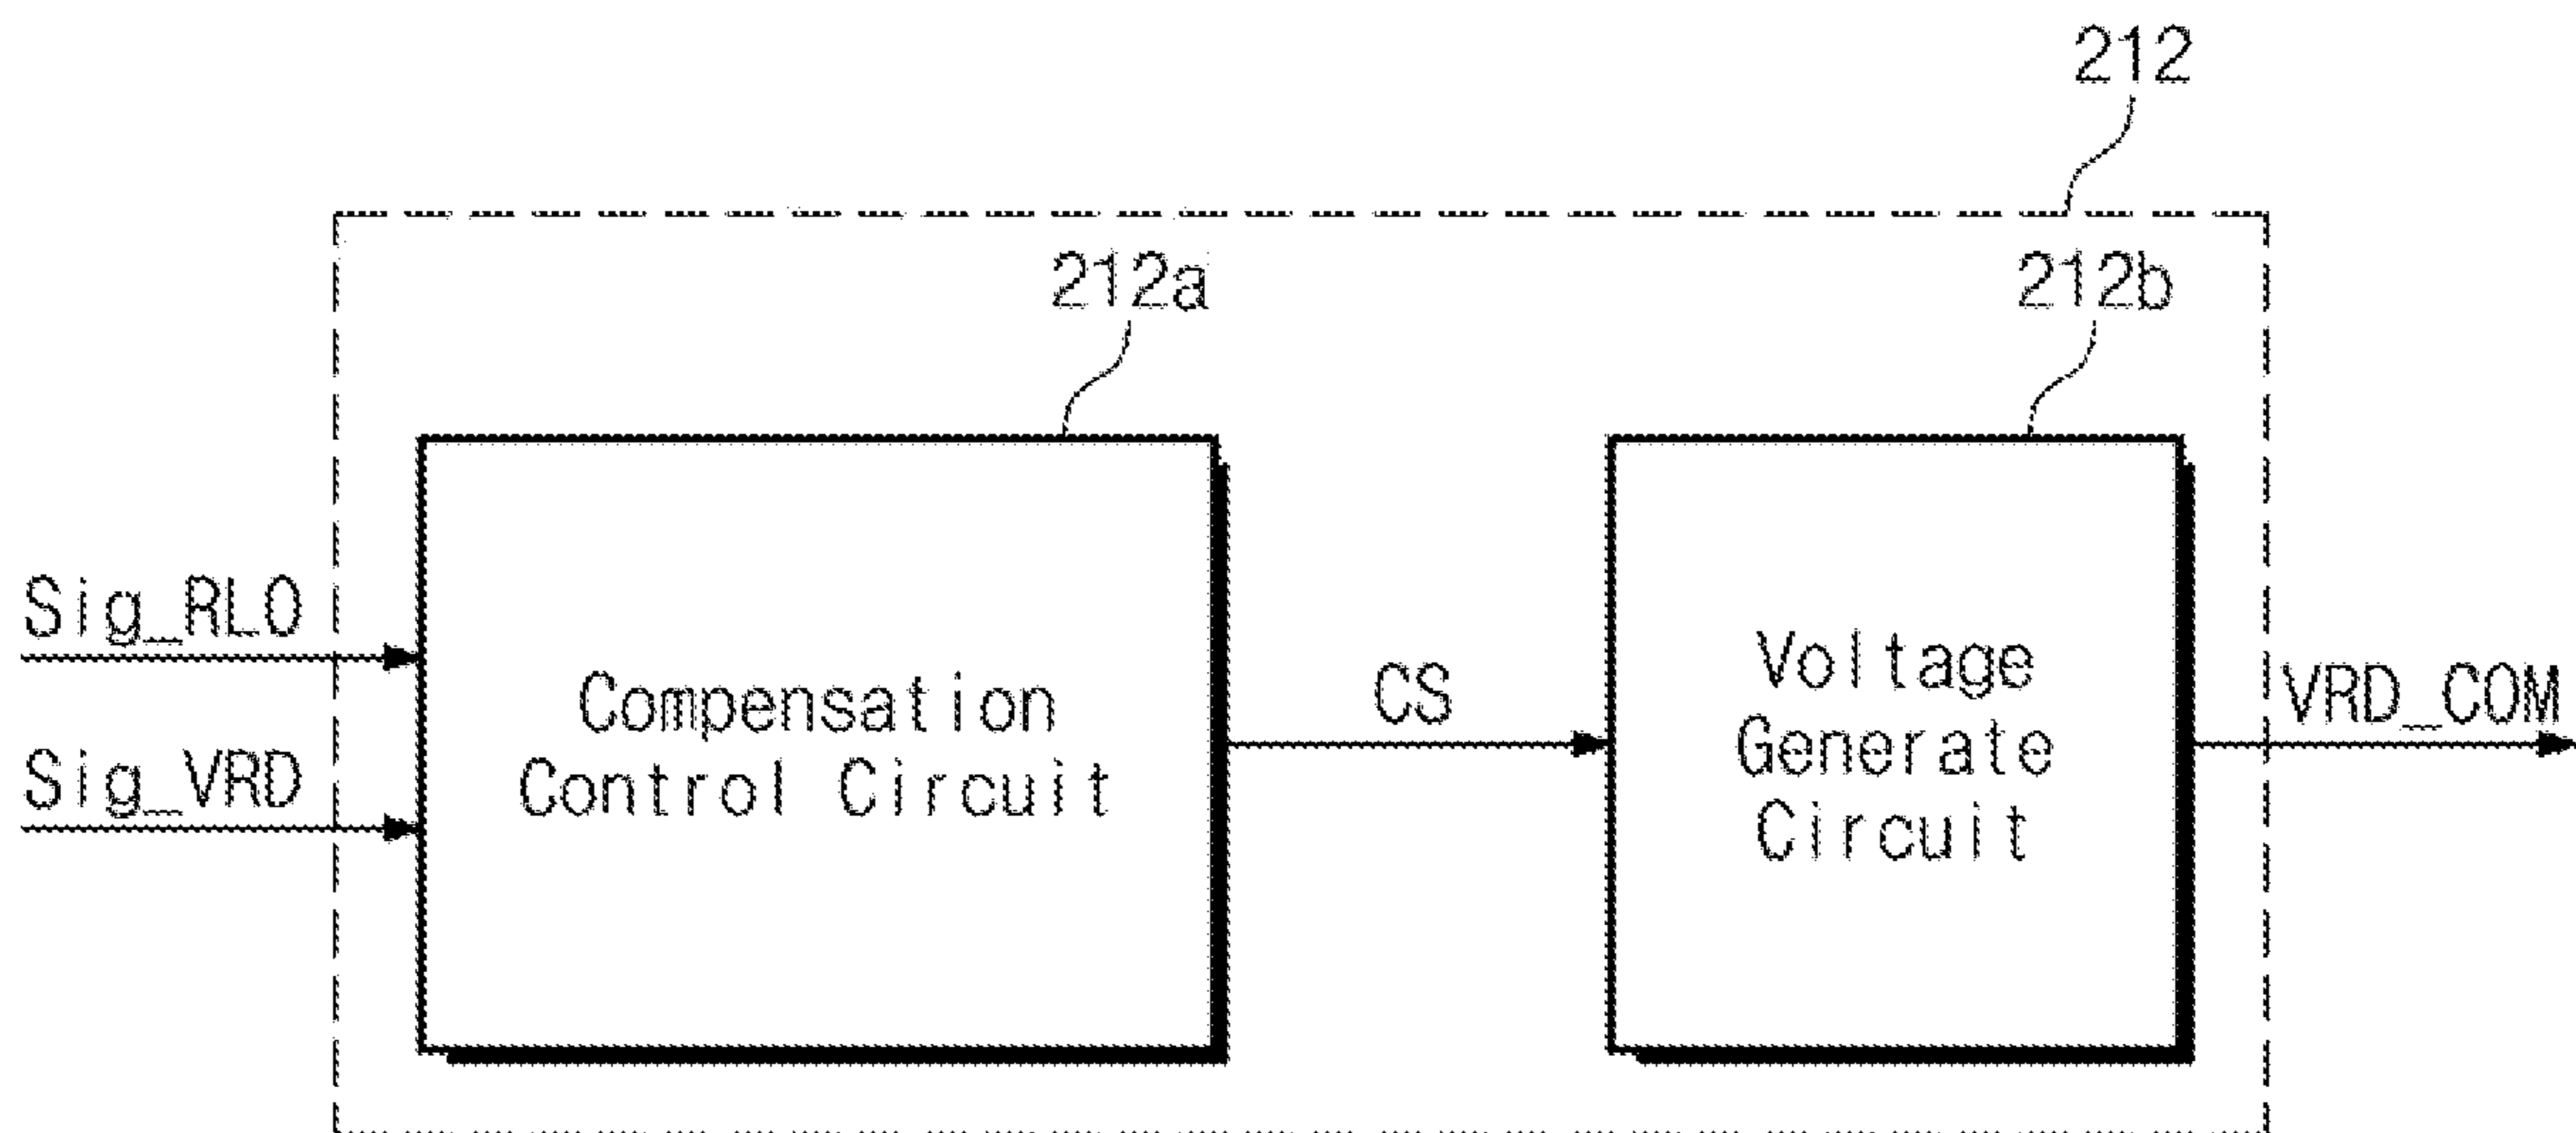 212
212a
212b
Sig_RLO
Sig_VRD
Compensation
Control Circuit
CS
Voltage
Generate
Circuit
VRD_COM